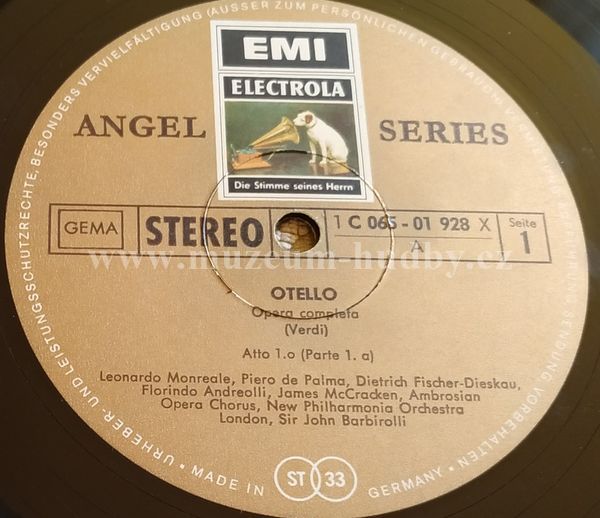 EMI
ELECTROLA
Die Stimme seines Herrn
ANGEL SERIES
GEMA STEREO 1 C 065-01 928 X
A
Seite
1
www.muzeum-hudby.cz
OTELLO
Opera completa
(Verdi)
Atto 1.o (Parte 1. a)
Leonardo Monreale, Piero de Palma, Dietrich Fischer-Dieskau,
Florindo Andreolli, James McCracken, Ambrosian
Opera Chorus, New Philharmonia Orchestra
London, Sir John Barbirolli
ST 33
URHEBER- UND LEISTUNGSSCHUTZRECHTE, BESONDERS VERVIELFÄLTIGUNG (AUSSER ZUM PERSÖNLICHEN GEBRAUCH) SENDUNG VORBEHALTEN
MADE IN GERMANY